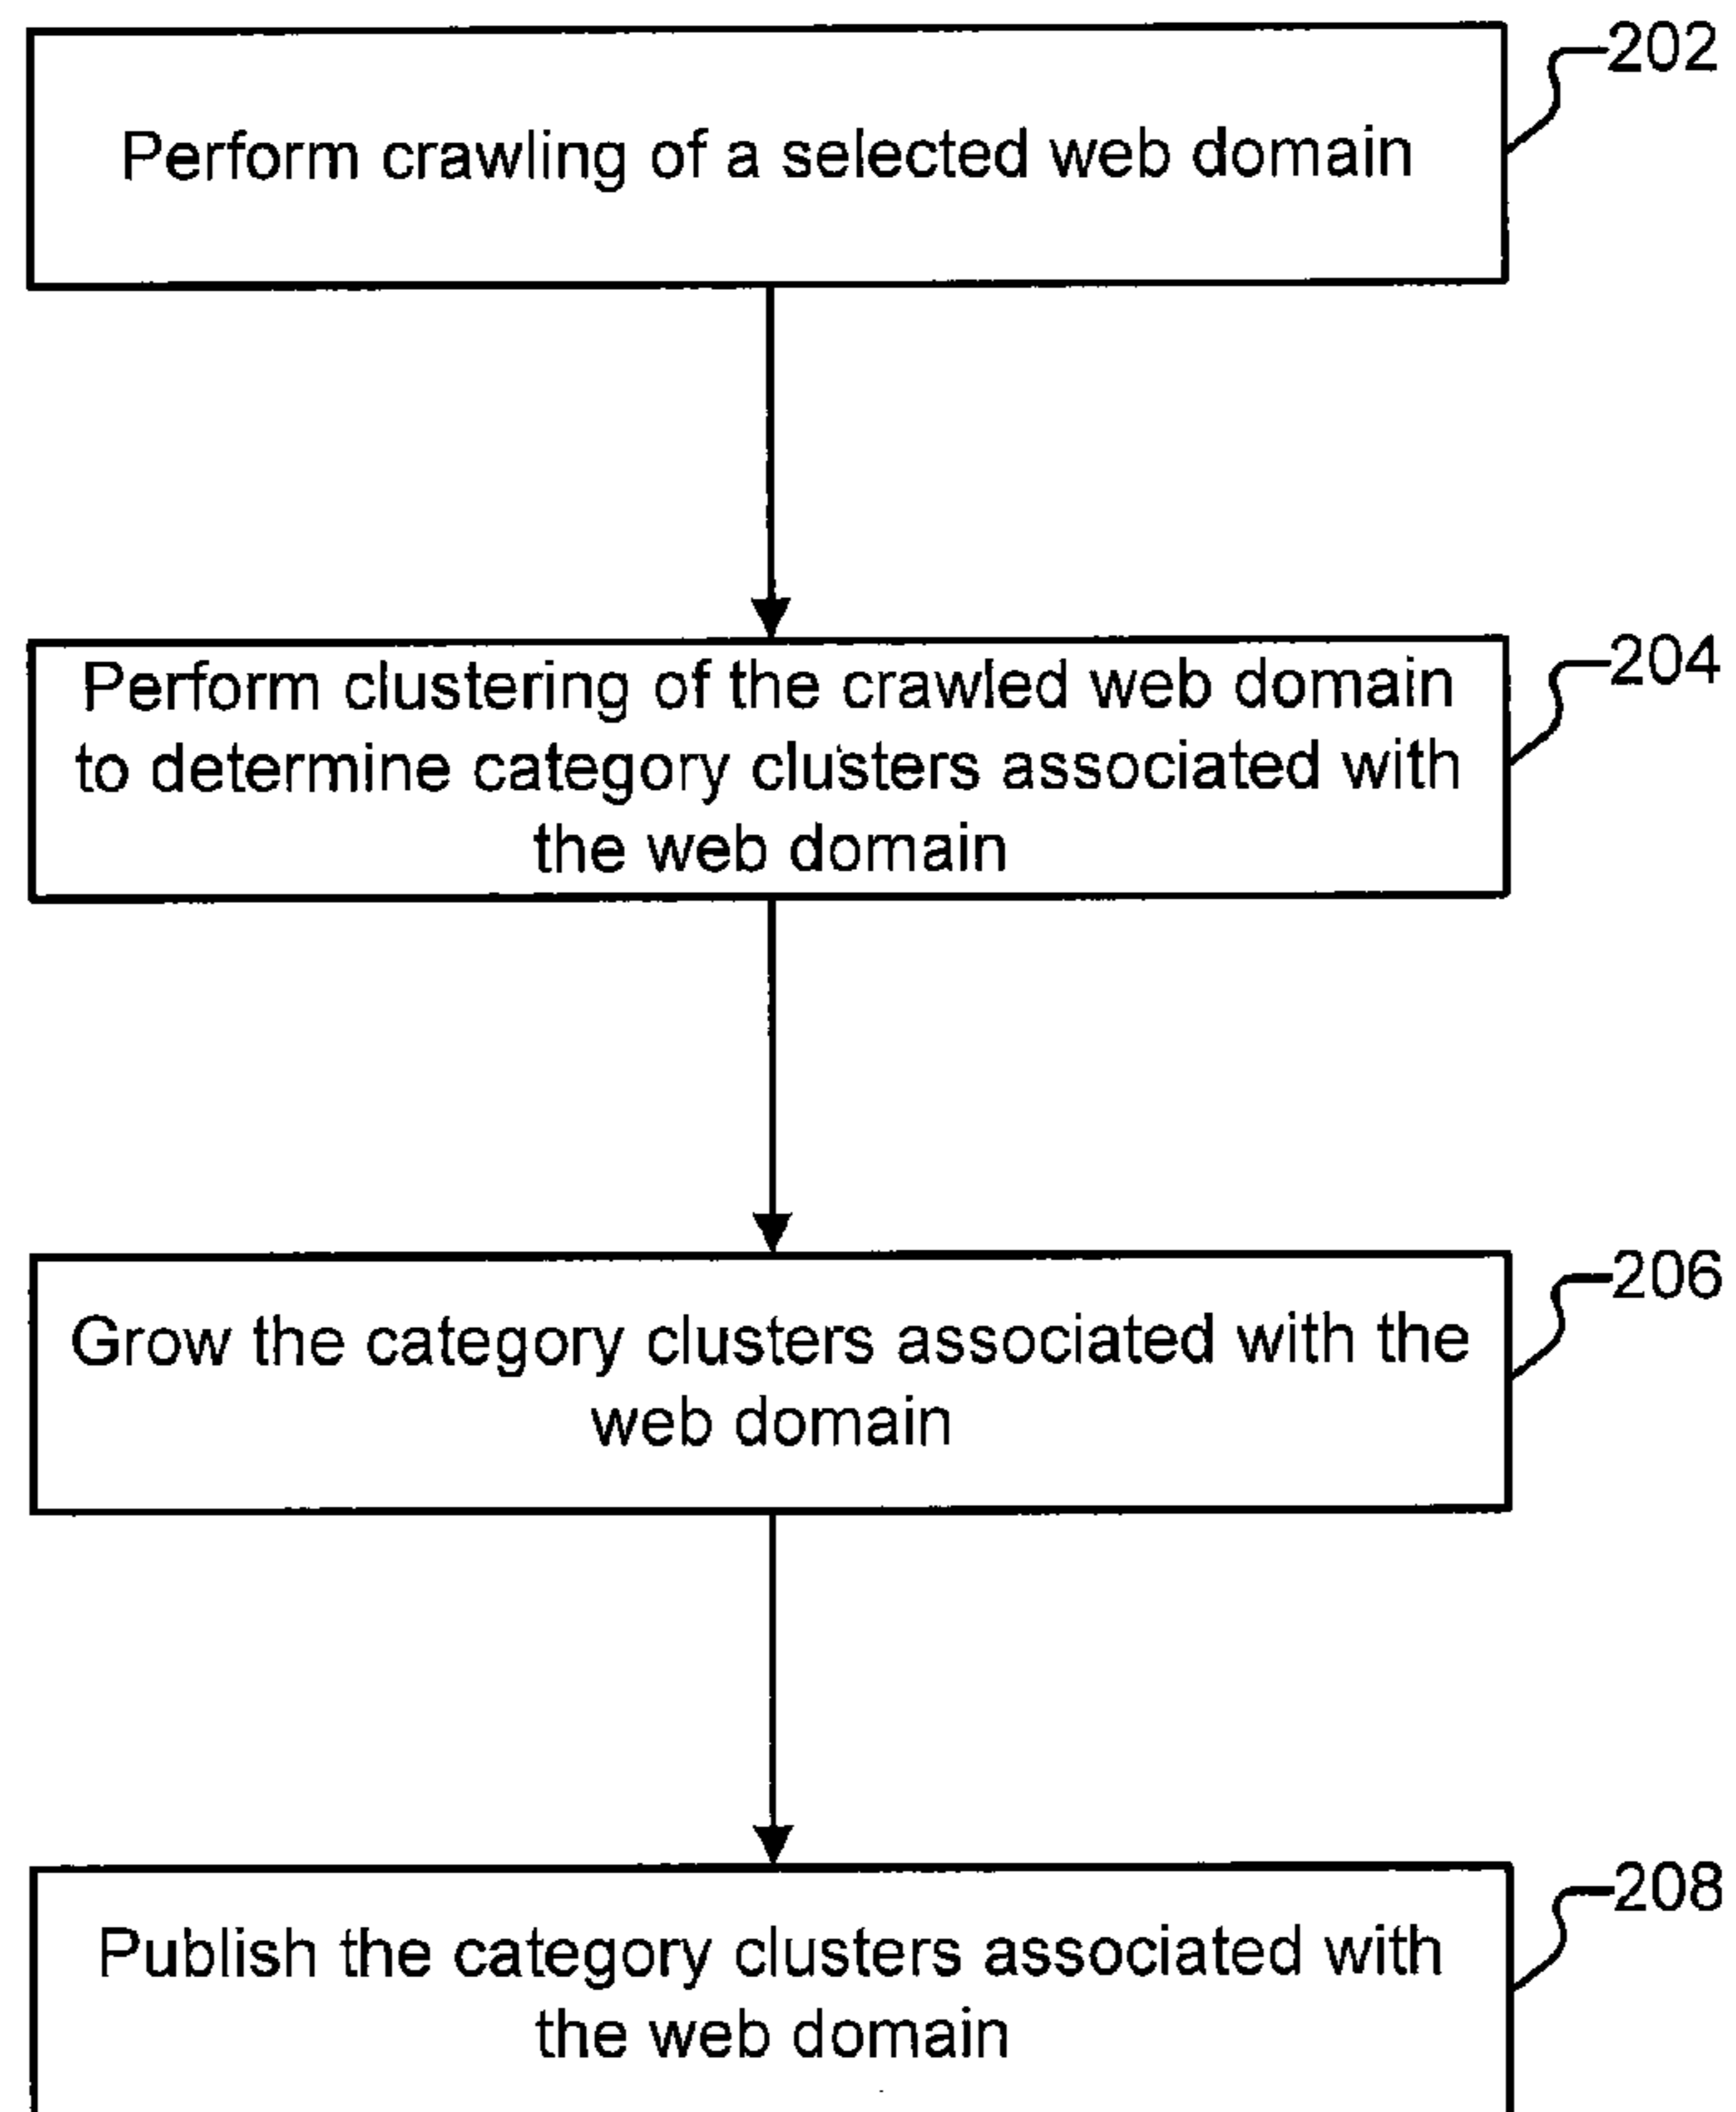 202
Perform crawling of a selected web domain
204
Perform clustering of the crawled web domain
to determine category clusters associated with
the web domain
206
Grow the category clusters associated with the
web domain
208
Publish the category clusters associated with
the web domain